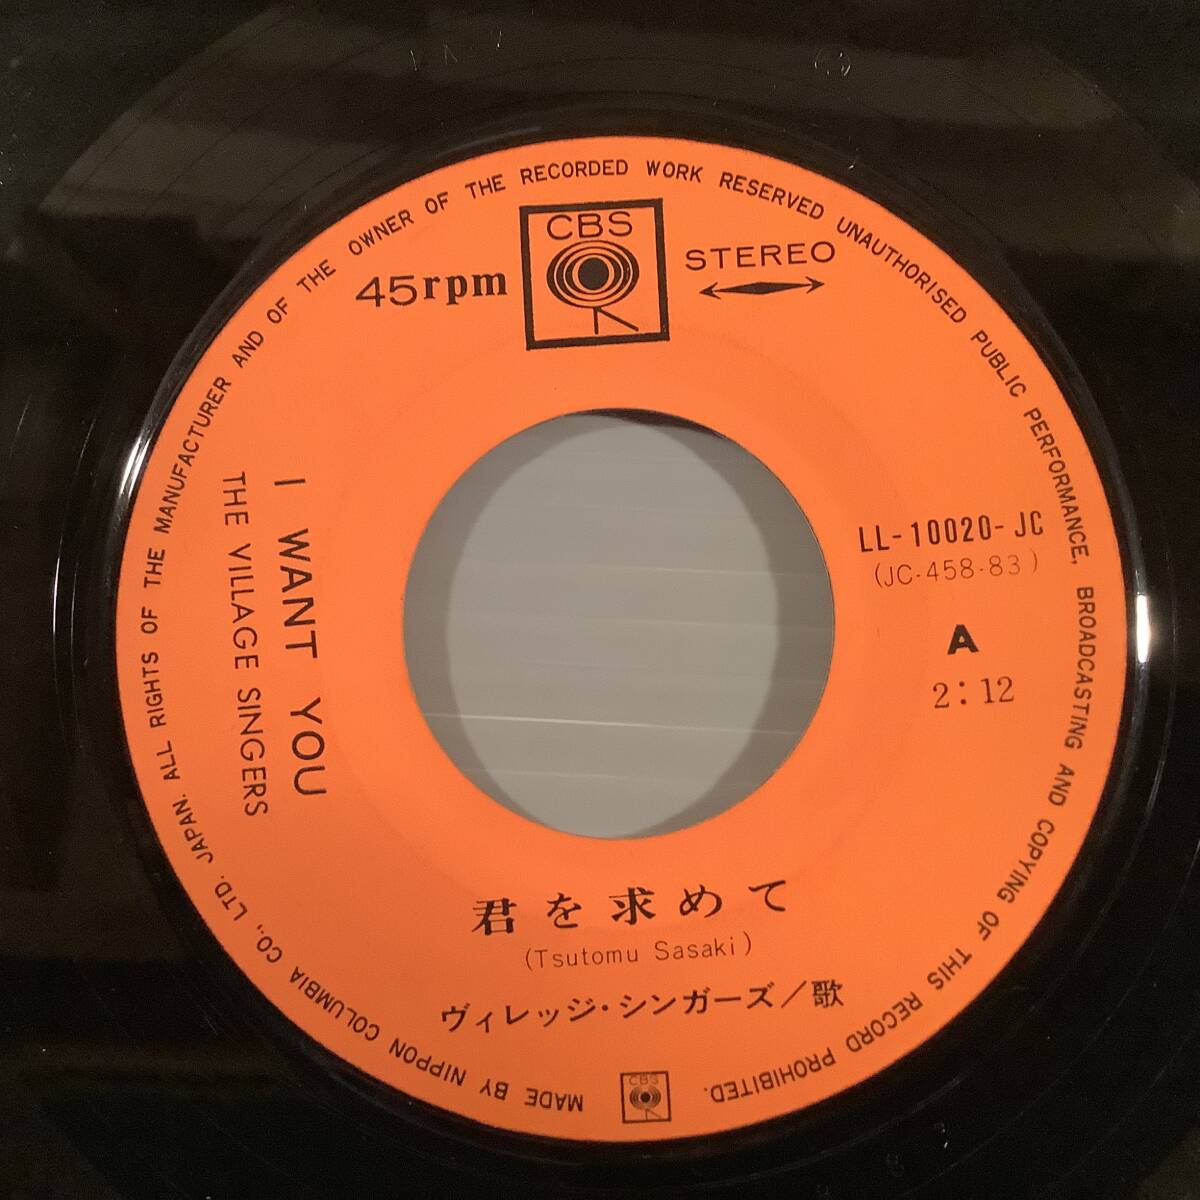 CBS
45rpm
STEREO
LL-10020-JC
(JC-458-83)
A
2:12
I WANT YOU
THE VILLAGE SINGERS
君を求めて
(Tsutomu Sasaki)
ヴィレッジ・シンガーズ/歌
CBS
MADE BY NIPPON COLUMBIA CO., LTD. JAPAN. ALL RIGHTS OF THE MANUFACTURER AND OF THE OWNER OF THE RECORDED WORK RESERVED UNAUTHORISED PUBLIC PERFORMANCE, BROADCASTING AND COPYING OF THIS RECORD PROHIBITED.